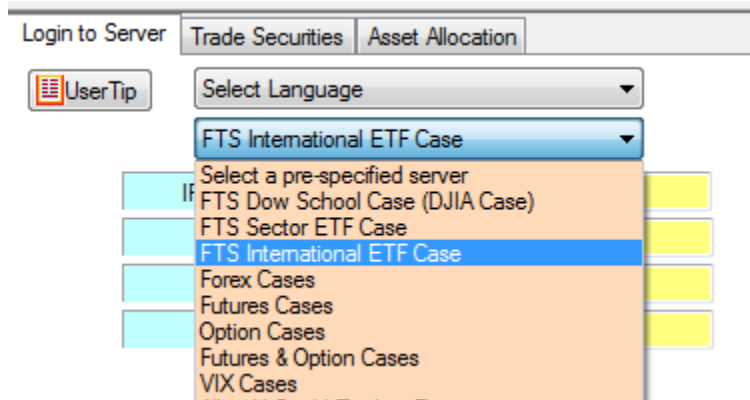 Login to Server Trade Securities Asset Allocation
UserTip Select Language
FTS International ETF Case
Select a pre-specified server
FTS Dow School Case (DJIA Case)
FTS Sector ETF Case
FTS International ETF Case
Forex Cases
Futures Cases
Option Cases
Futures & Option Cases
VIX Cases